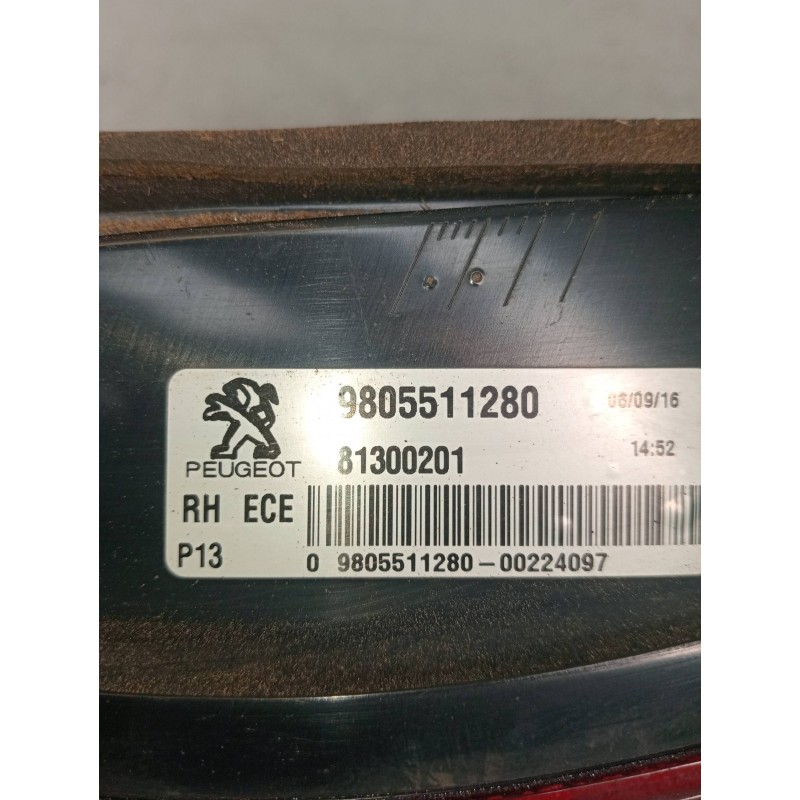 9805511280 06/09/16
PEUGEOT 81300201 14:52
RH ECE
P13 0 9805511280-00224097